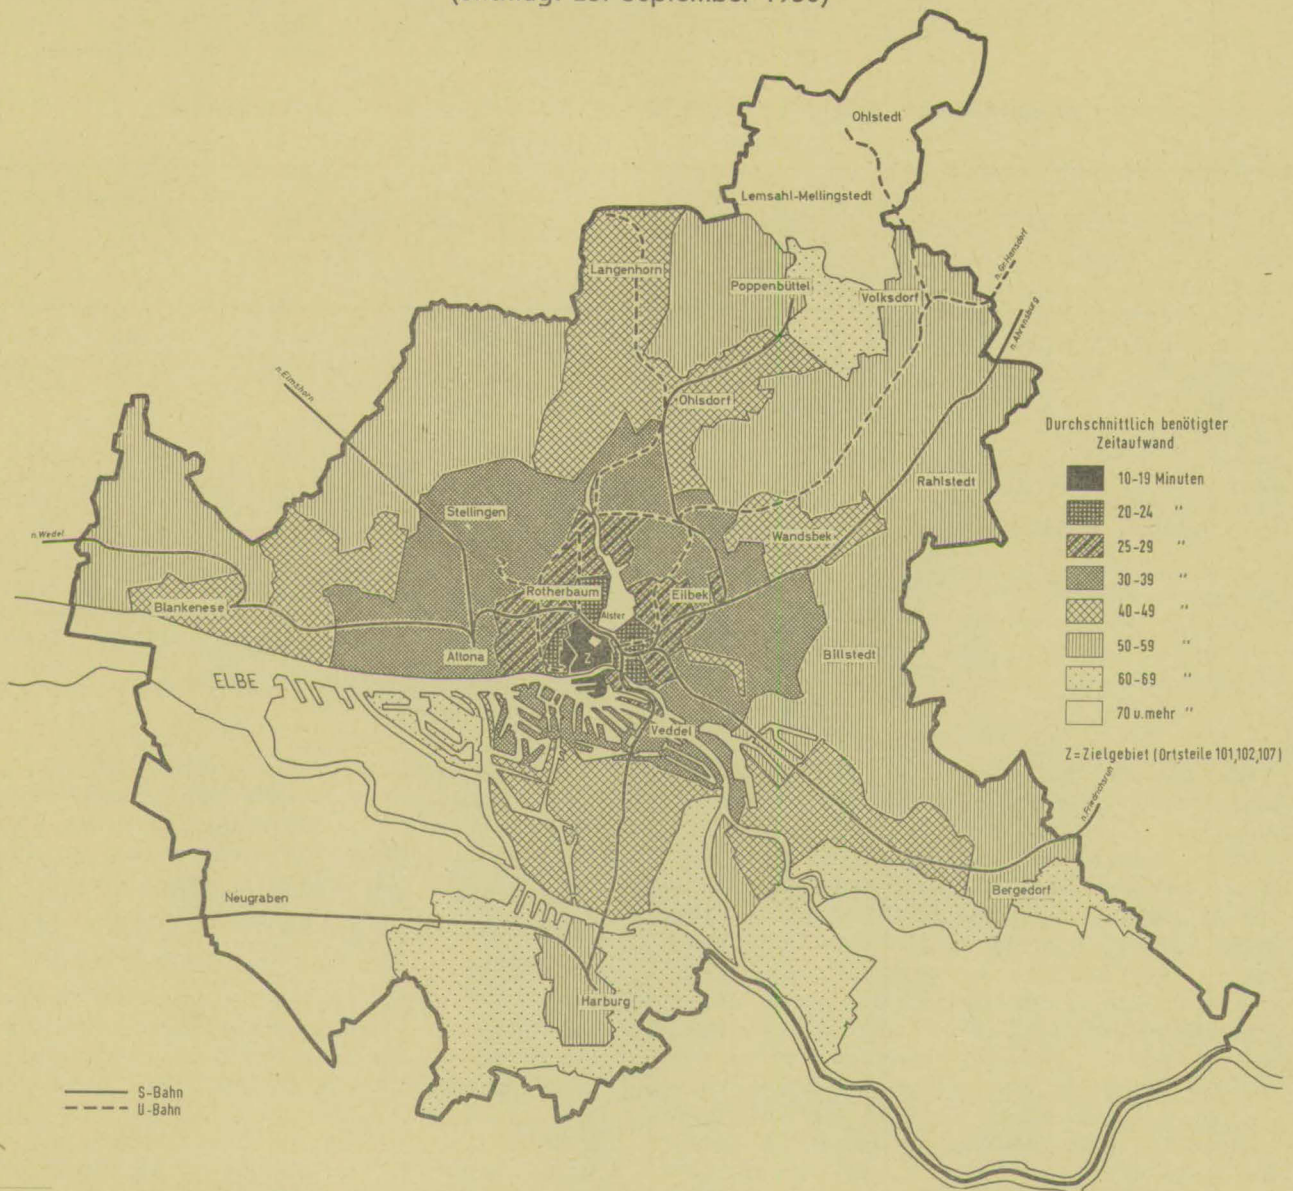 Ohlstedt
Lemsahl-Mellingstedt
n. Gr. Hansdorf
Langenhorn
Poppenbüttel
Volksdorf
n. Ahrensburg
n. Elmshorn
Ohlsdorf
Durchschnittlich benötigter
Zeitaufwand
10-19 Minuten
20-24 "
25-29 "
30-39 "
40-49 "
50-59 "
60-69 "
70 u. mehr "
Z = Zielgebiet (Ortsteile 101,102,107)
Rahlstedt
Stellingen
Wandsbek
n. Wedel
Rotherbaum
Eilbek
Blankenese
Alster
Altona
Z
Billstedt
ELBE
Veddel
n. Friedrichsruh
Neugraben
Bergedorf
Harburg
S-Bahn
U-Bahn